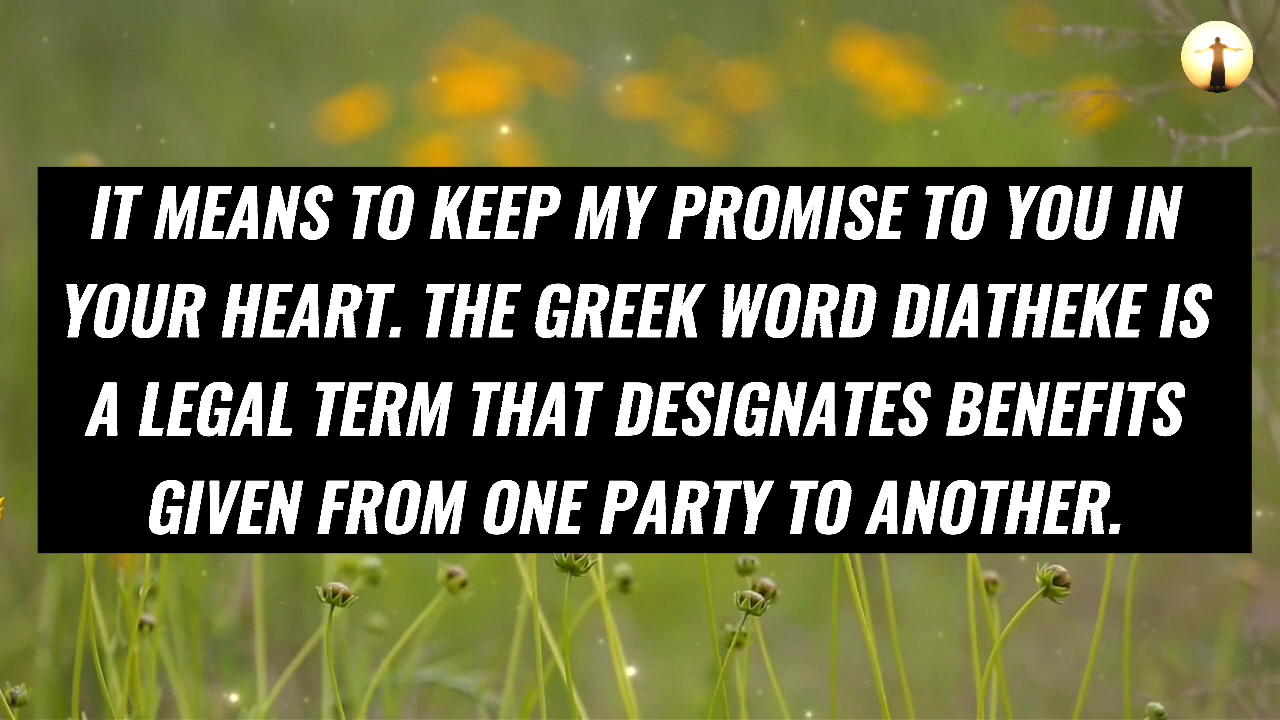 IT MEANS TO KEEP MY PROMISE TO YOU IN
YOUR HEART. THE GREEK WORD DIATHEKE IS
A LEGAL TERM THAT DESIGNATES BENEFITS
GIVEN FROM ONE PARTY TO ANOTHER.